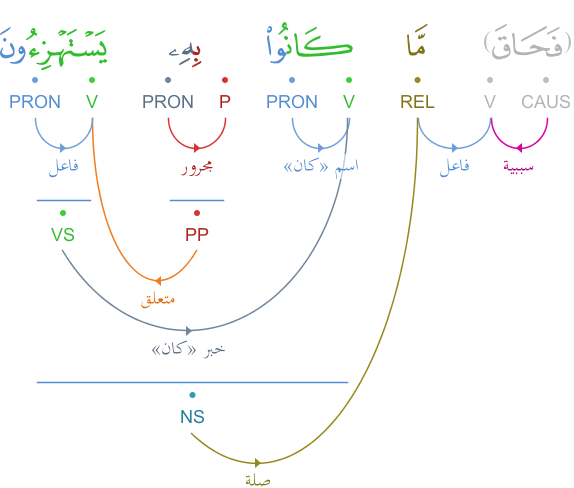 (فَحَاقَ) مَّا كَانُوا۟ بِهِۦ يَسْتَهْزِءُونَ
CAUS V REL V PRON P PRON V PRON
سببية فاعل اسم «كان» مجرور فاعل
PP VS
متعلق
خبر «كان»
NS
صلة